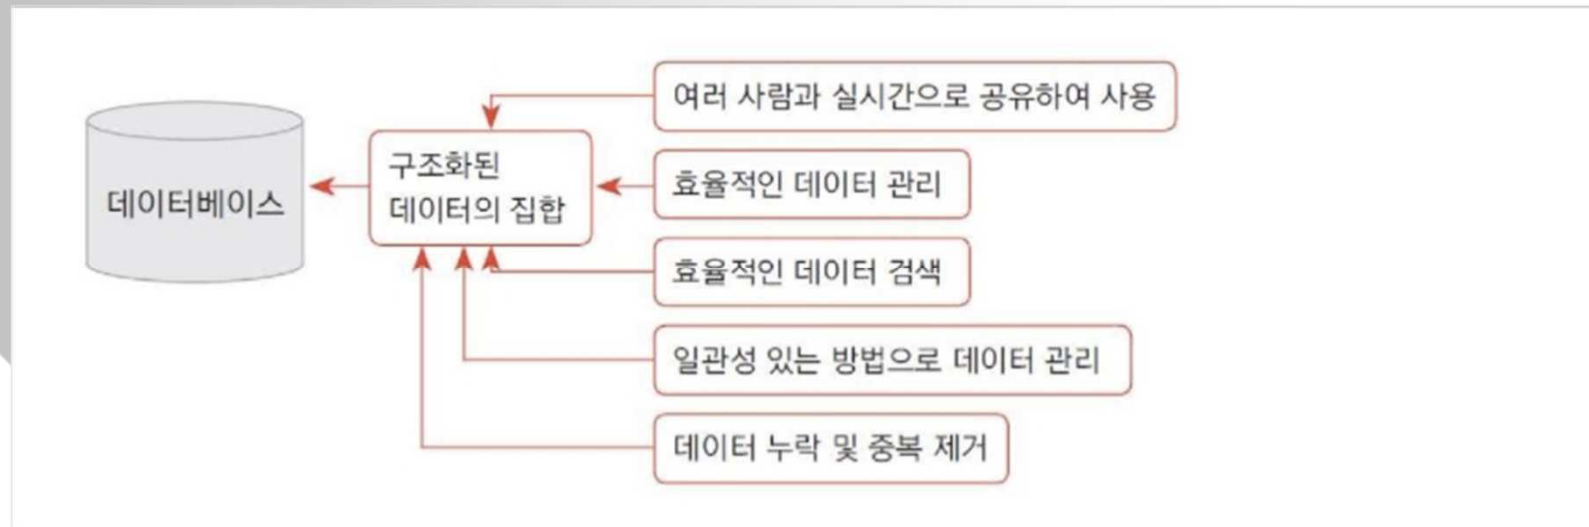 데이터베이스
구조화된
데이터의 집합
여러 사람과 실시간으로 공유하여 사용
효율적인 데이터 관리
효율적인 데이터 검색
일관성 있는 방법으로 데이터 관리
데이터 누락 및 중복 제거